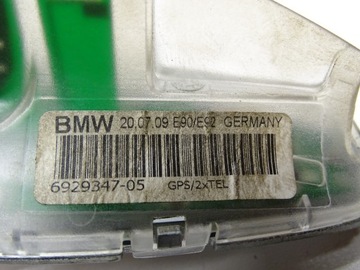 BMW 20.07.09 E90/E92 GERMANY
6929347-05 GPS/2xTEL